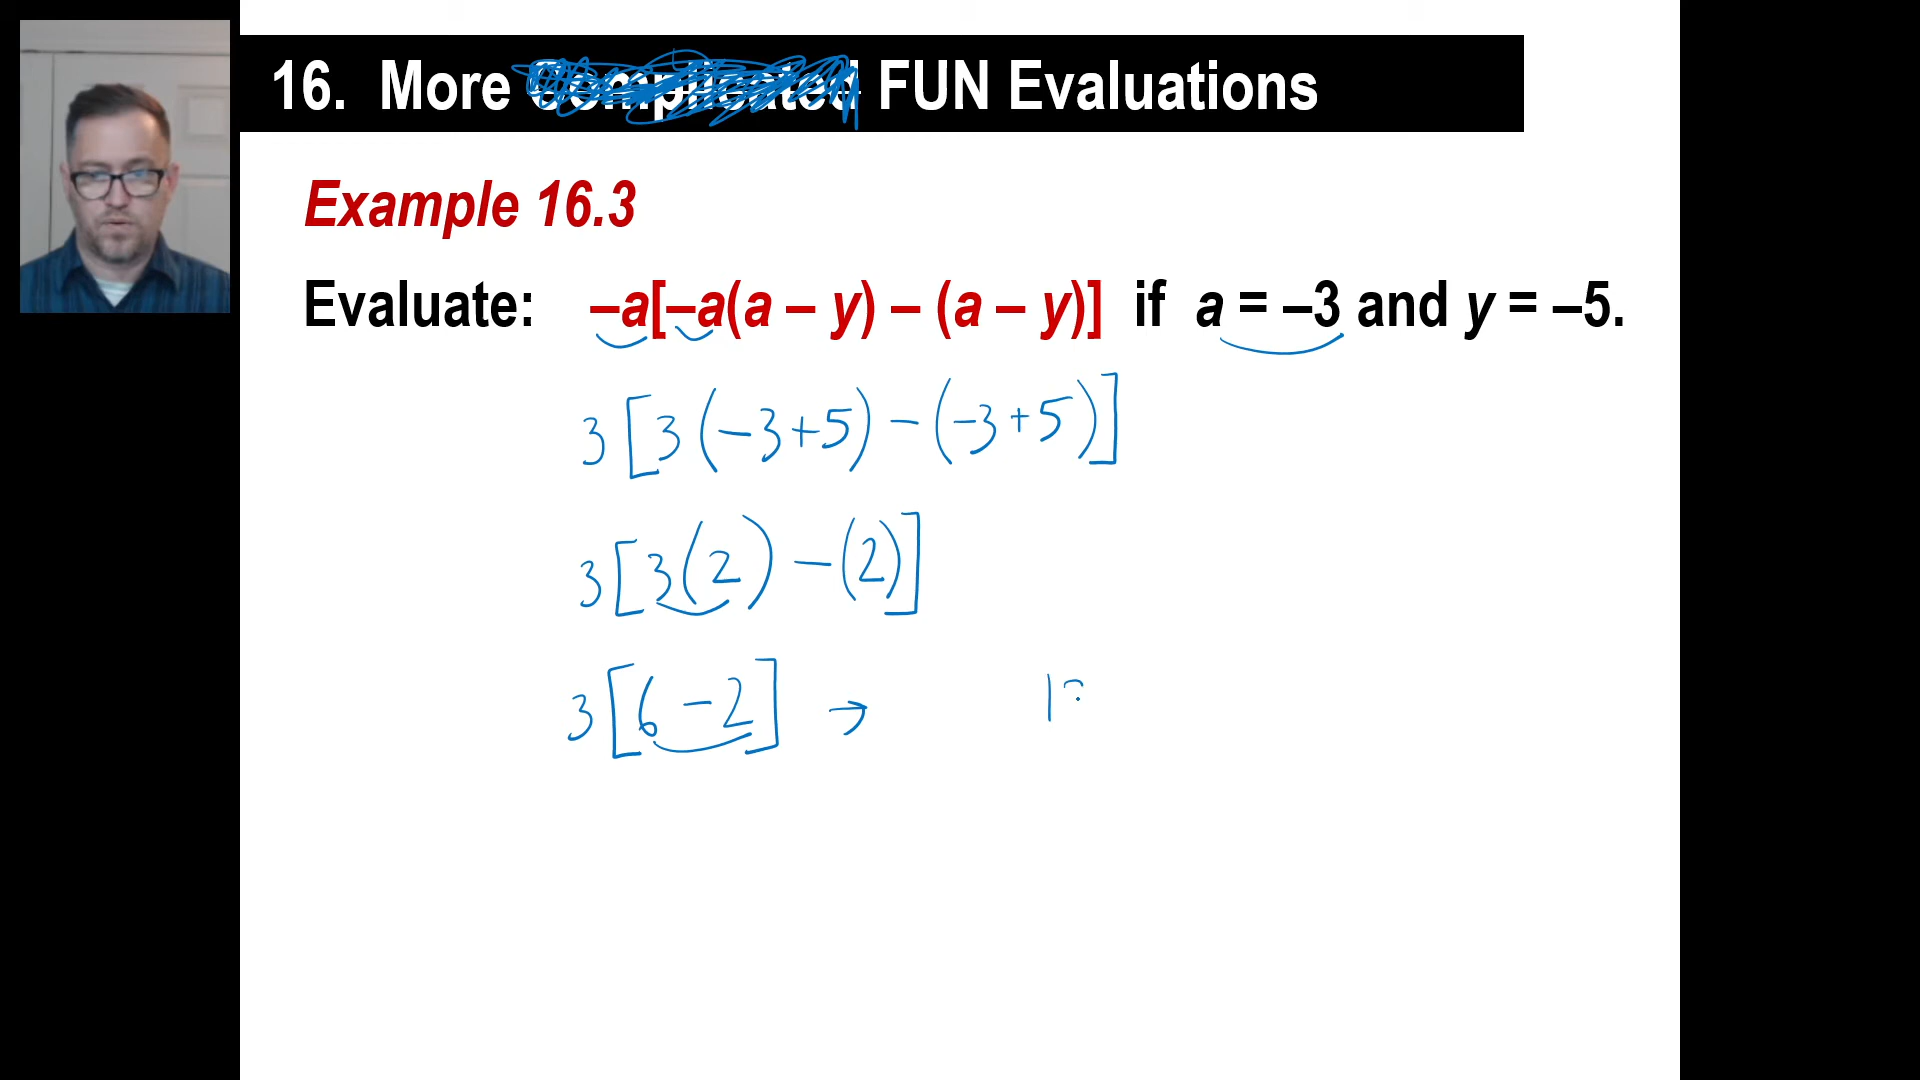 16. More Complicated FUN Evaluations
Example 16.3
Evaluate: –a[–a(a – y) – (a – y)] if a = –3 and y = –5.
3[3(-3+5)-(-3+5)]
3[3(2)-(2)]
3[6-2] →